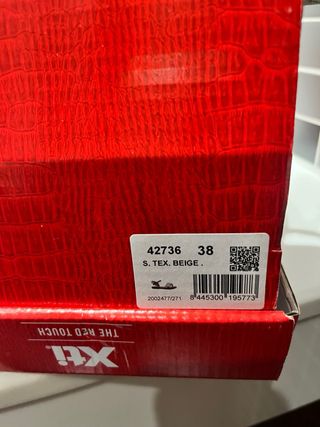 42736 38
S. TEX. BEIGE .
2002477/271
8 445300 195773
Xti
THE RED TOUCH